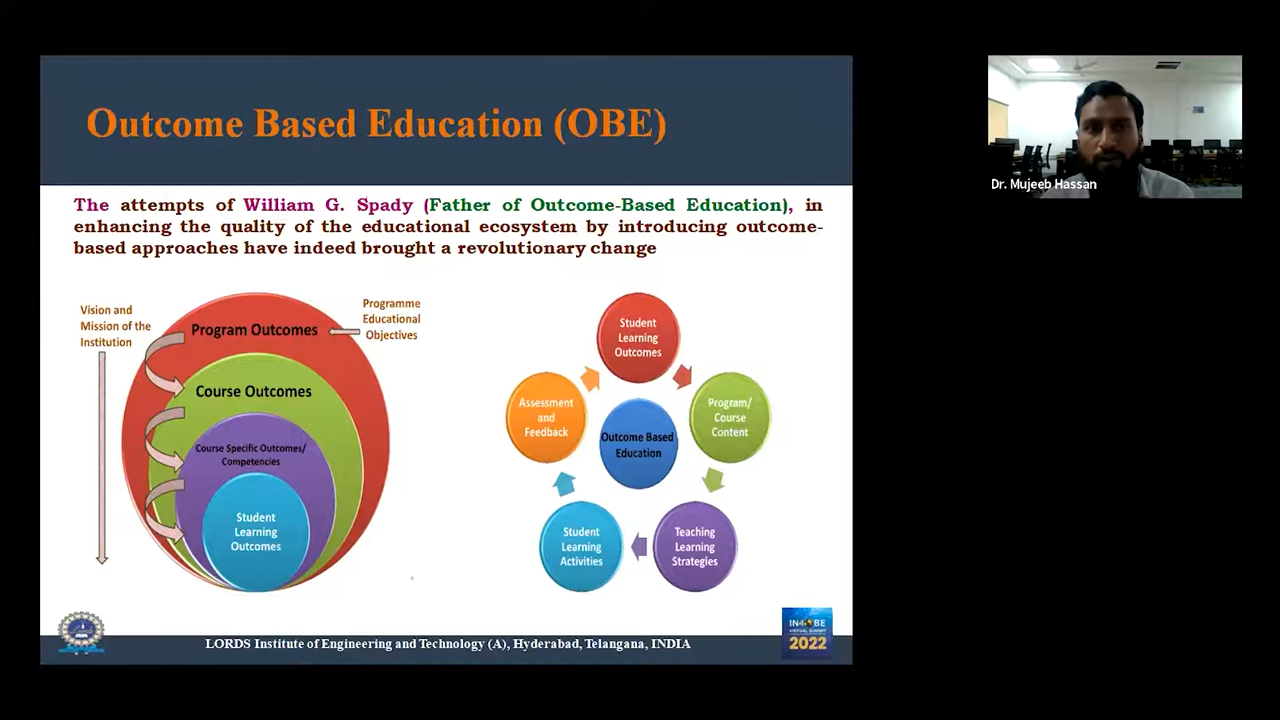 Outcome Based Education (OBE)
The attempts of William G. Spady (Father of Outcome-Based Education), in
enhancing the quality of the educational ecosystem by introducing outcome-
based approaches have indeed brought a revolutionary change
Vision and
Mission of the
Institution
Program Outcomes
Programme
Educational
Objectives
Course Outcomes
Course Specific Outcomes/
Competencies
Student
Learning
Outcomes
Student
Learning
Outcomes
Program/
Course
Content
Teaching
Learning
Strategies
Student
Learning
Activities
Assessment
and
Feedback
Outcome Based
Education
LORDS Institute of Engineering and Technology (A), Hyderabad, Telangana, INDIA
IN4OBE
VIRTUAL SUMMIT
2022
Dr. Mujeeb Hassan